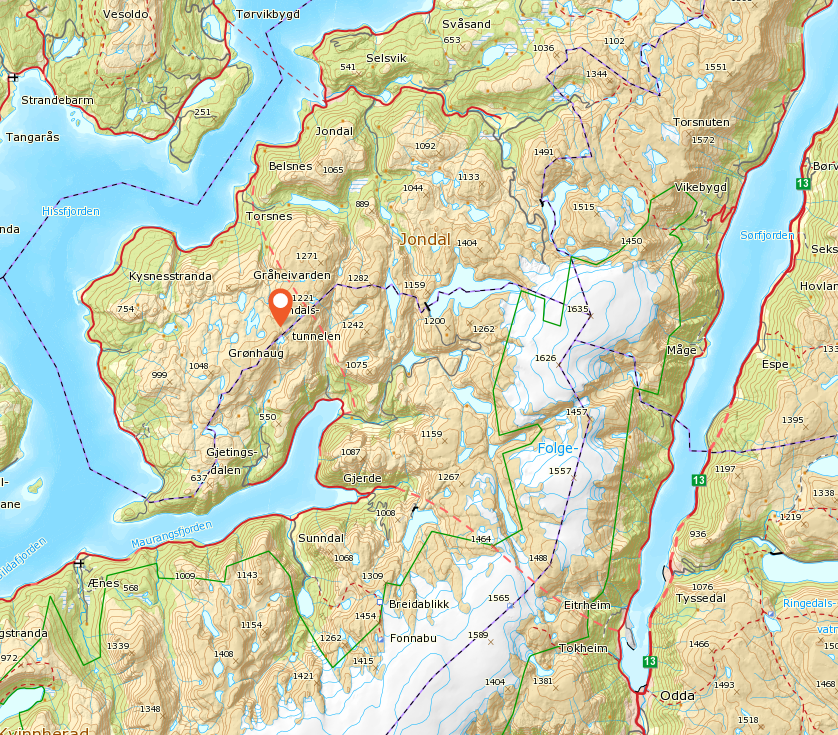 Vesoldo
Tørvikbygd
Svåsand
653
1036
1102
Selsvik
541
1344
1551
Strandebarm
251
Tangarås
Jondal
Torsnuten
1572
1092
1491
Belsnes
1065
1133
1044
Vikebygd
13
889
1515
Hissfjorden
Torsnes
Jondal
1404
1450
Sørfjorden
1271
Kysnesstranda
Gråheivarden
1282
1159
1221
754
1635
1242
1200
1262
tunnelen
Grønhaug
Måge
1626
1048
1075
Espe
999
1457
550
1395
1159
Folge-
Gjetings-
dalen
1087
1557
1197
637
Gjerde
1267
13
1338
1008
1219
936
Maurangsfjorden
Sunndal
1464
1068
1488
Ænes
568
1009
1143
1309
1076
Tyssedal
Breidablikk
1565
Eitrheim
Ringedals-
1454
1154
1339
1262
Fonnabu
1589
Tokheim
1466
972
1408
1415
13
1421
1404
1381
1493
1468
Odda
1348
1518
Kvinnherad